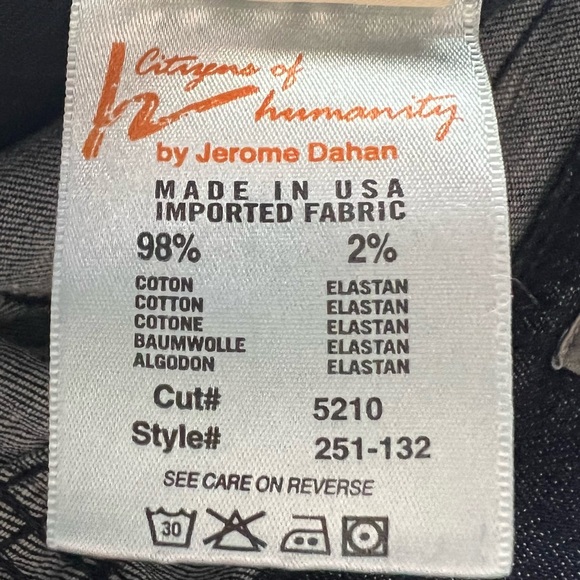 Citizens of
humanity
by Jerome Dahan
MADE IN USA
IMPORTED FABRIC
98% 2%
COTON ELASTAN
COTTON ELASTAN
COTONE ELASTAN
BAUMWOLLE ELASTAN
ALGODON ELASTAN
Cut# 5210
Style# 251-132
SEE CARE ON REVERSE
30